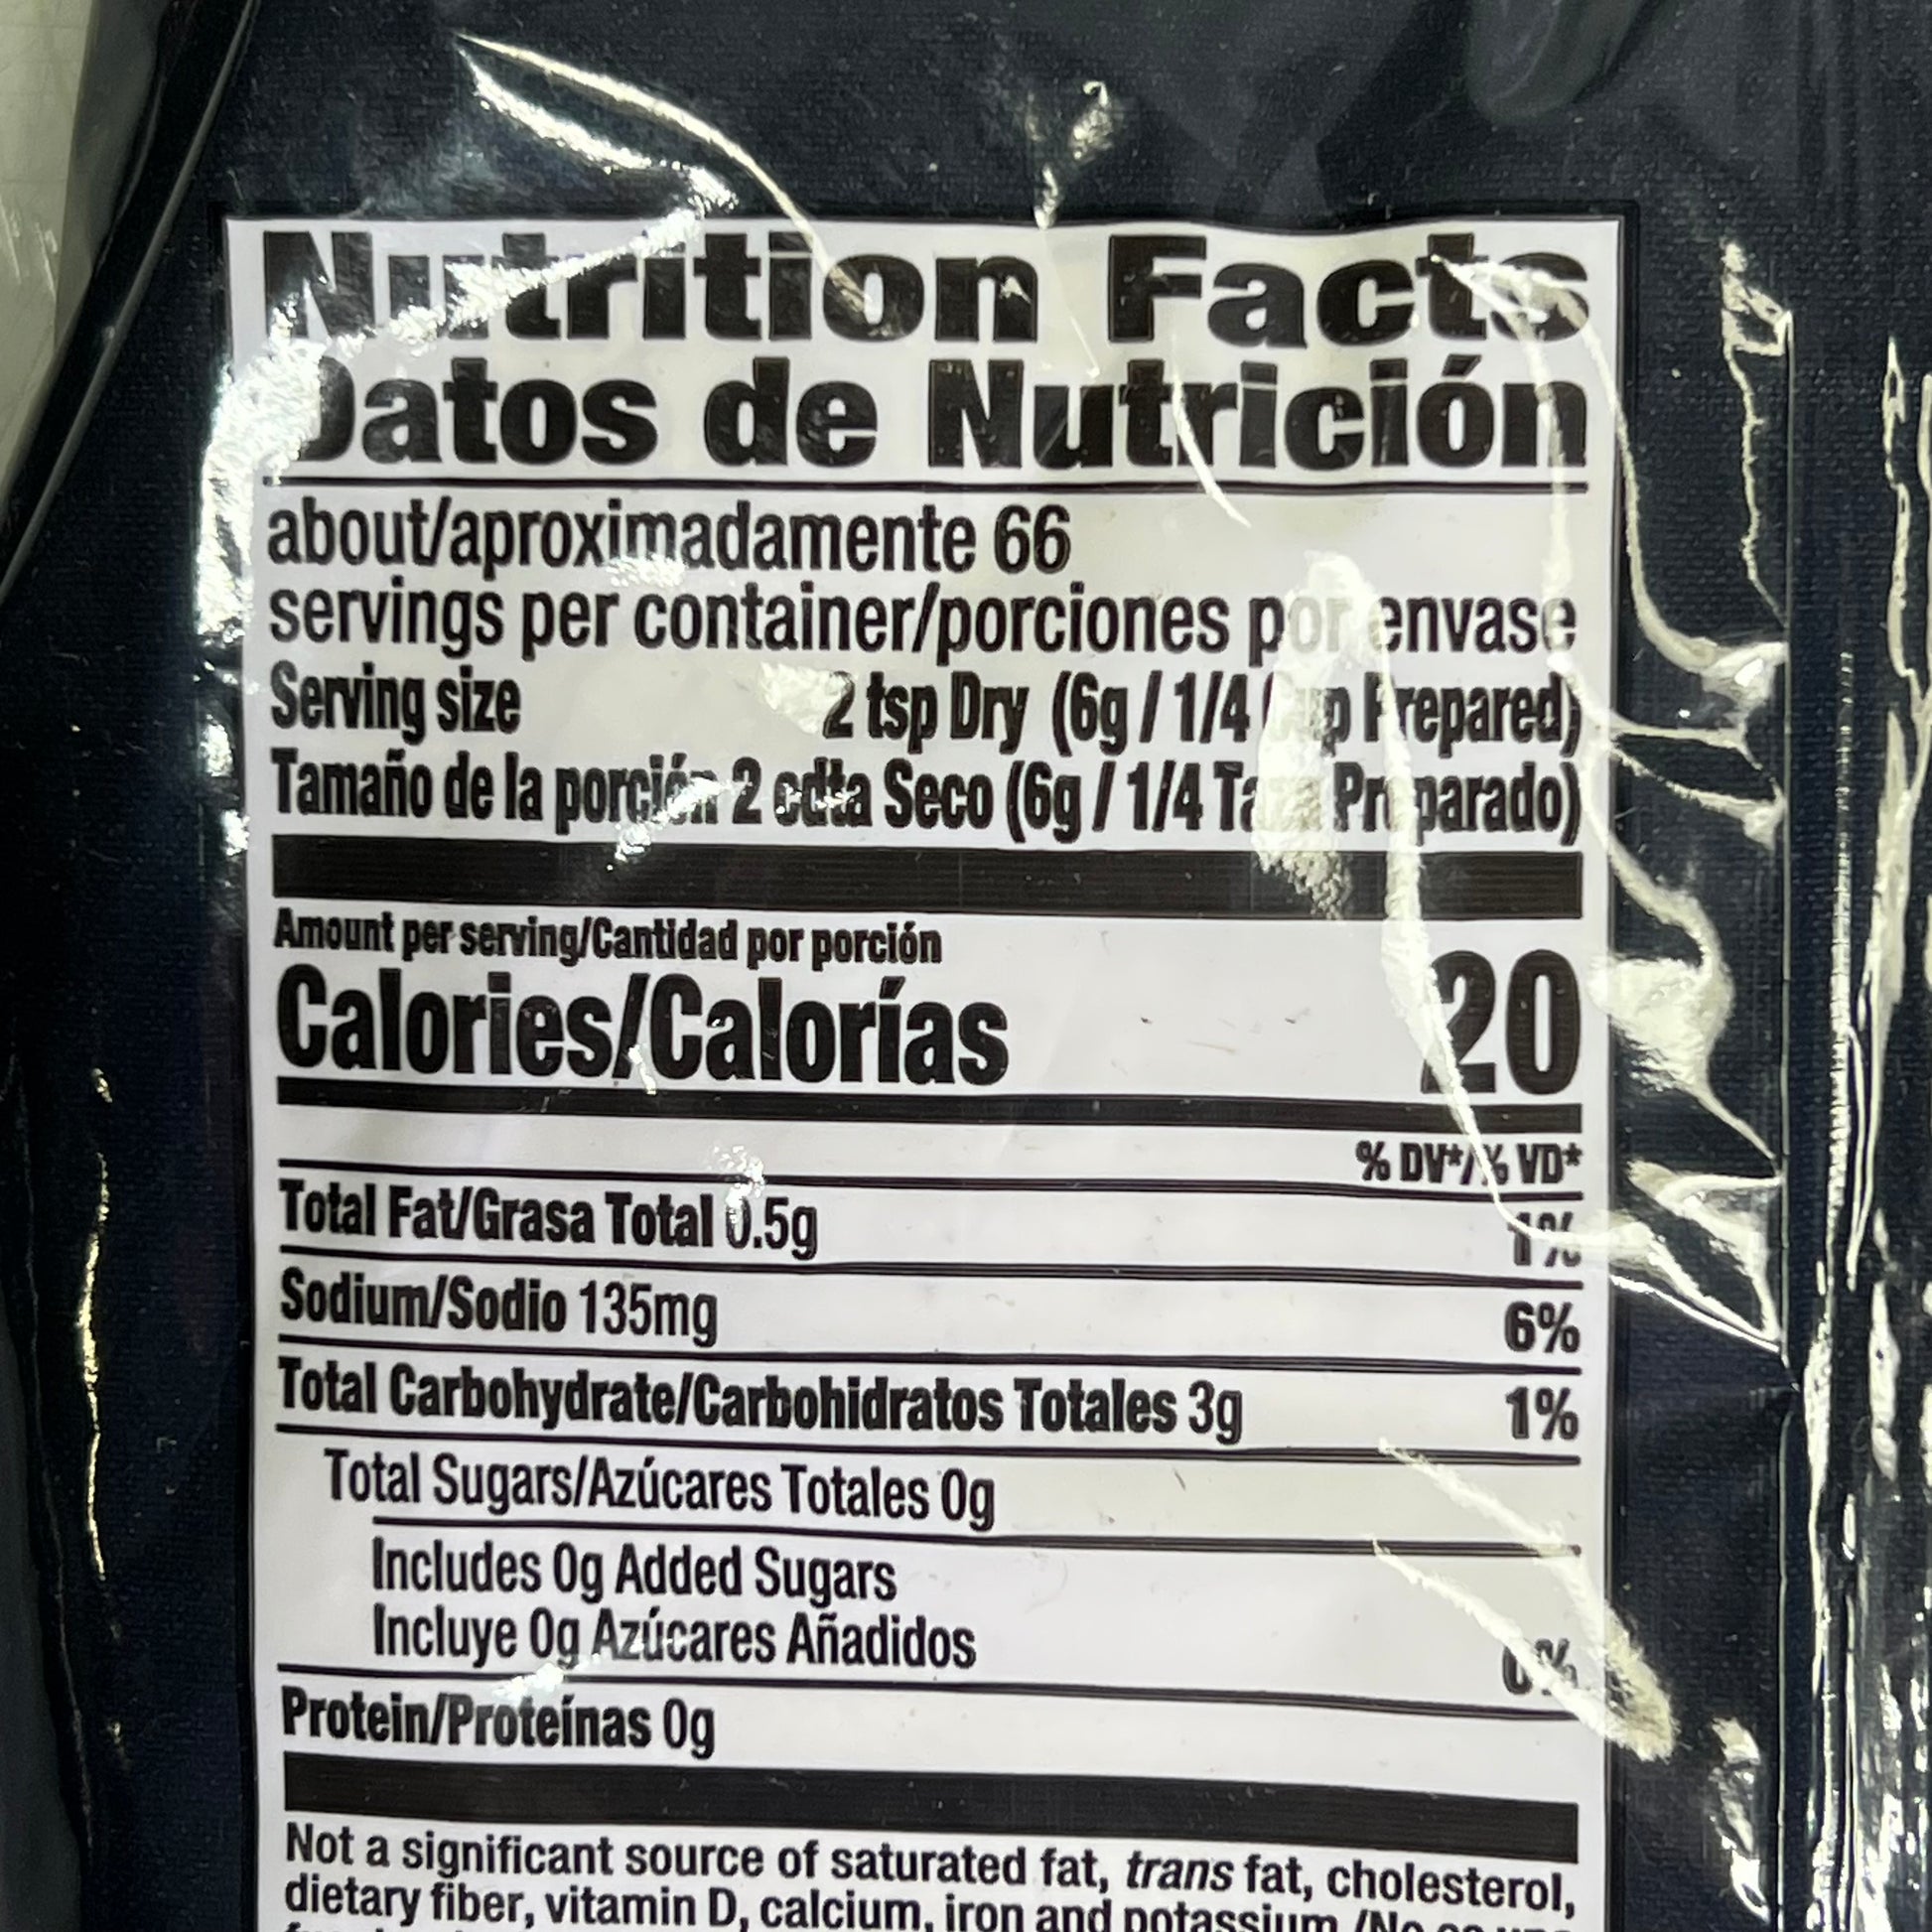 Nutrition Facts
Datos de Nutrición
about/aproximadamente 66
servings per container/porciones por envase
Serving size 2 tsp Dry (6g / 1/4 Cup Prepared)
Tamaño de la porción 2 cdta Seco (6g / 1/4 Taza Preparado)
Amount per serving/Cantidad por porción
Calories/Calorías 20
% DV*/% VD*
Total Fat/Grasa Total 0.5g 1%
Sodium/Sodio 135mg 6%
Total Carbohydrate/Carbohidratos Totales 3g 1%
Total Sugars/Azúcares Totales 0g
Includes 0g Added Sugars
Incluye 0g Azúcares Añadidos 0%
Protein/Proteínas 0g
Not a significant source of saturated fat, trans fat, cholesterol,
dietary fiber, vitamin D, calcium, iron and potassium./No